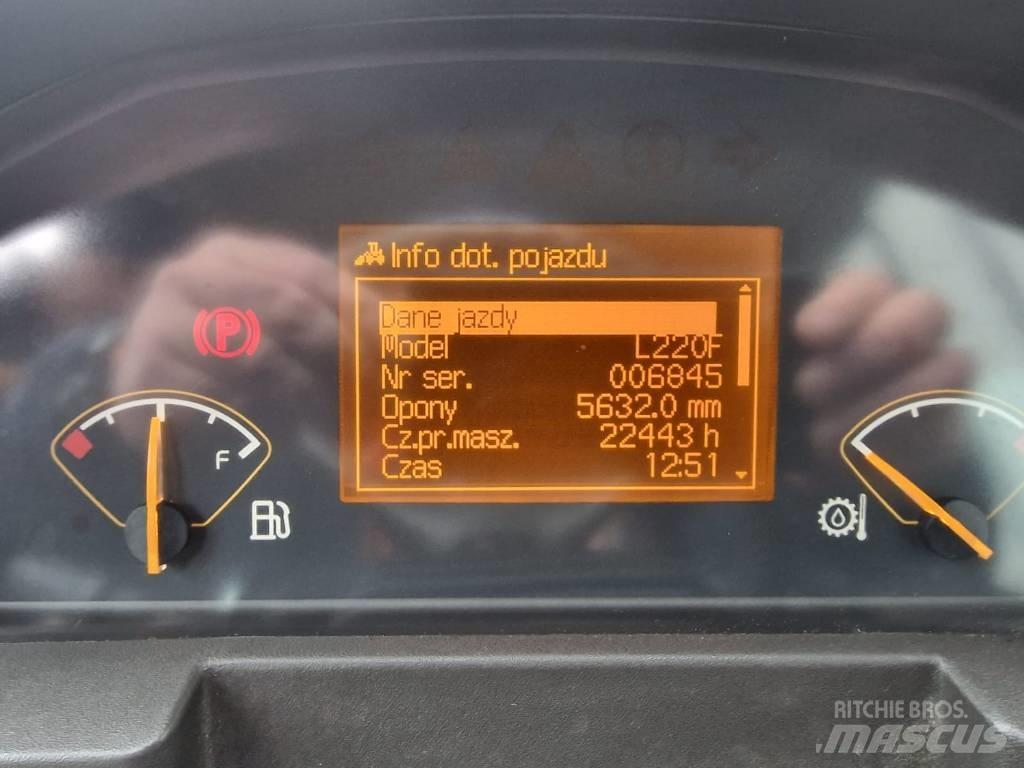 Info dot. pojazdu
Dane jazdy
Model L220F
Nr ser. 006845
Opony 5632.0 mm
Cz.pr.masz. 22443 h
Czas 12:51
P
F
RITCHIE BROS.
MASCUS